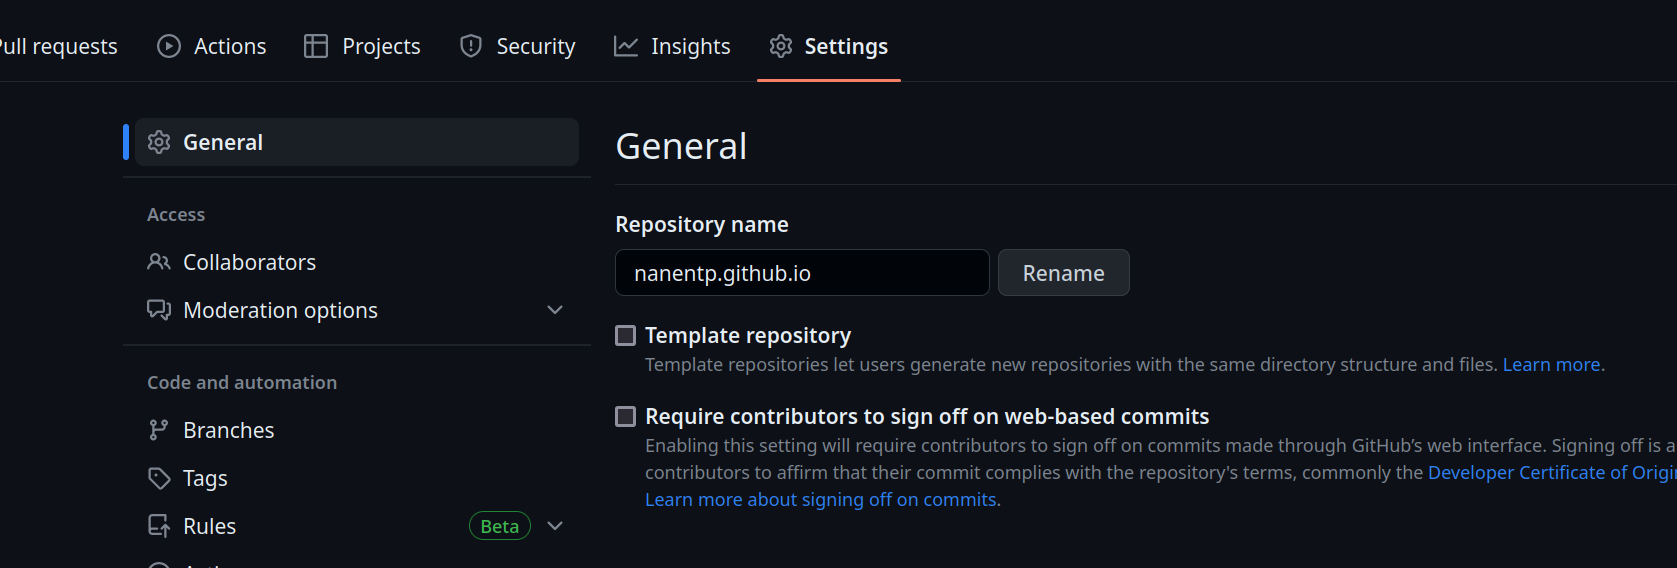 ull requests Actions Projects Security Insights Settings
General
Access
Collaborators
Moderation options
Code and automation
Branches
Tags
Rules Beta
General
Repository name
nanentp.github.io Rename
Template repository
Template repositories let users generate new repositories with the same directory structure and files. Learn more.
Require contributors to sign off on web-based commits
Enabling this setting will require contributors to sign off on commits made through GitHub’s web interface. Signing off is a
contributors to affirm that their commit complies with the repository's terms, commonly the Developer Certificate of Origi
Learn more about signing off on commits.